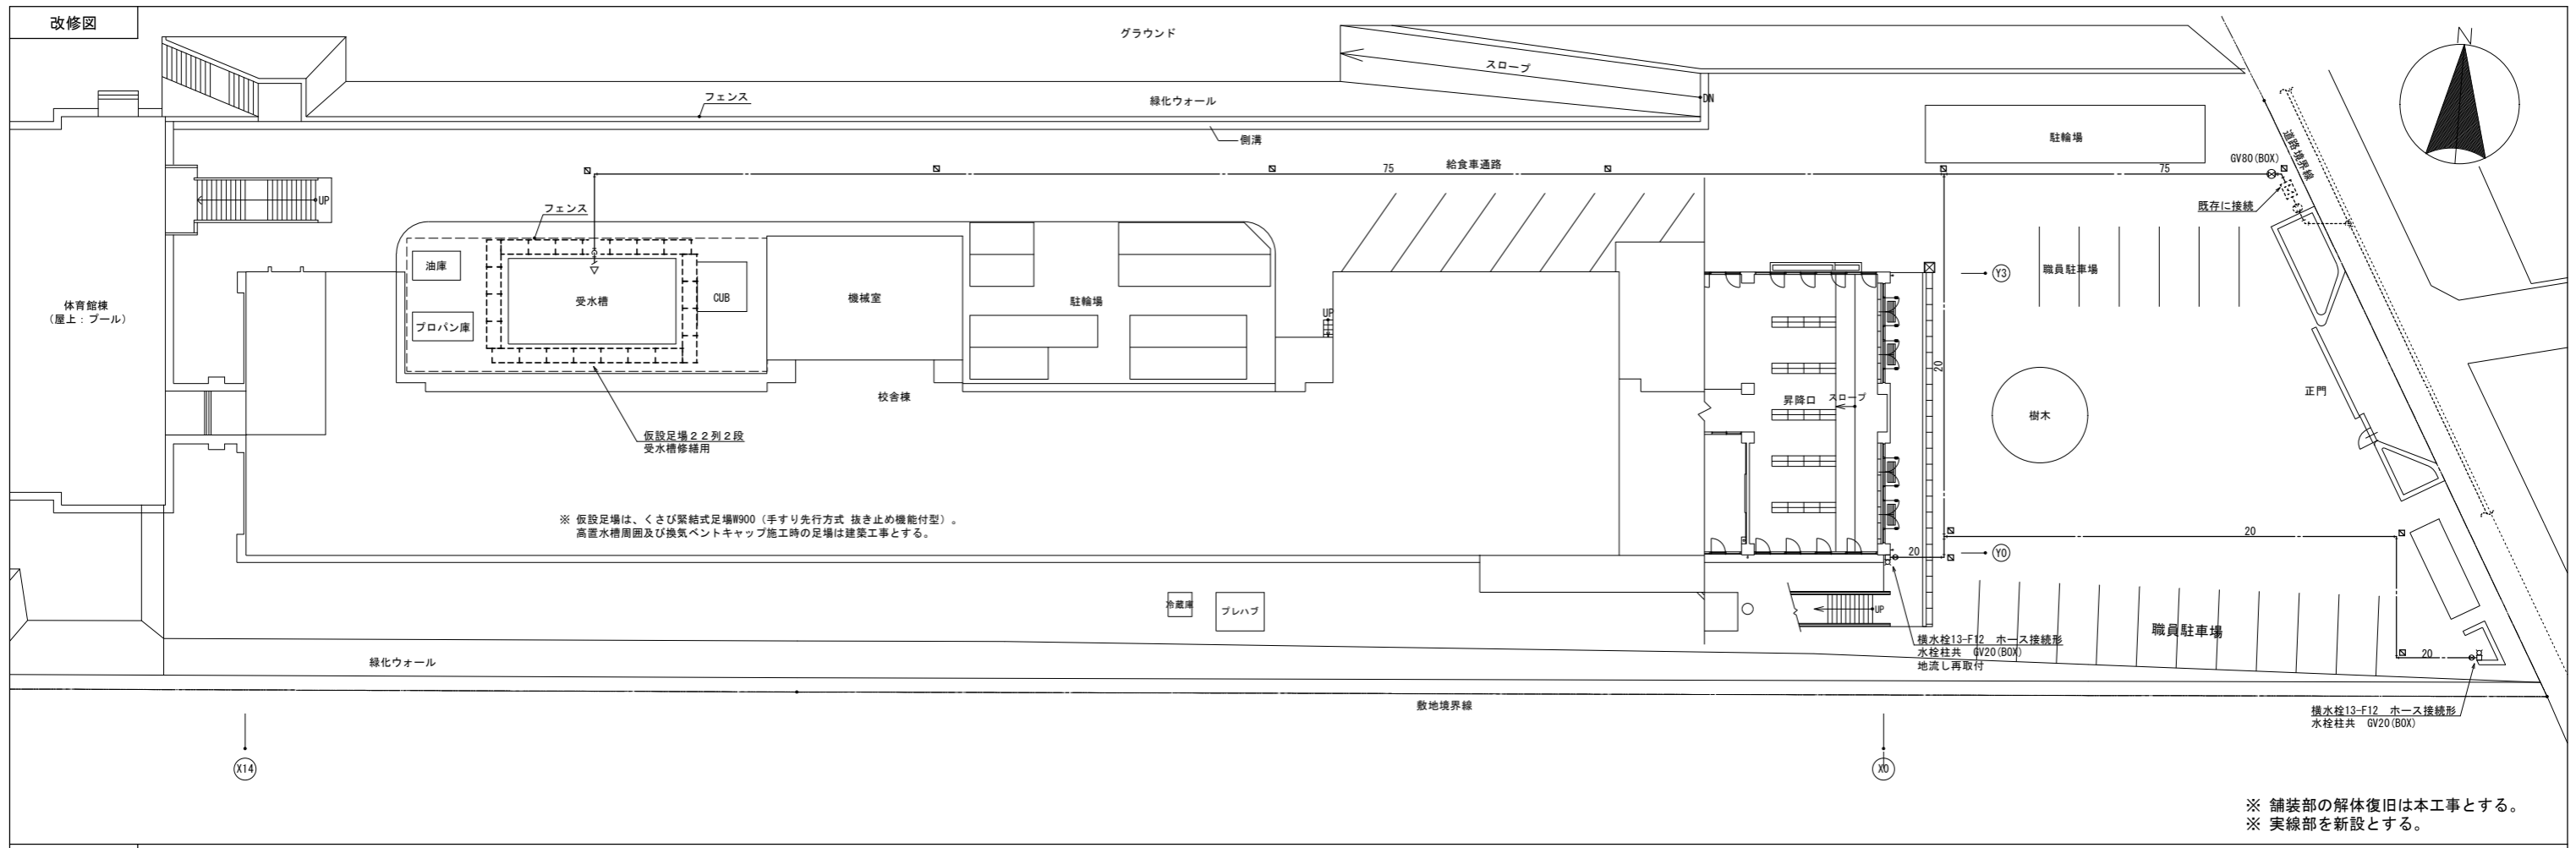 改修図
グラウンド
N
スロープ
フェンス
緑化ウォール
DN
側溝
駐輪場
道路境界線
75
給食車通路
75
GV80(BOX)
UP
フェンス
既存に接続
油庫
受水槽
CUB
機械室
駐輪場
Y3
職員駐車場
体育館棟
(屋上:プール)
プロパン庫
UP
20
校舎棟
昇降口
スロープ
樹木
正門
仮設足場22列2段
受水槽修繕用
※ 仮設足場は、くさび緊結式足場W900(手すり先行方式 抜き止め機能付型)。
高置水槽周囲及び換気ベントキャップ施工時の足場は建築工事とする。
20
20
Y0
冷蔵庫
プレハブ
UP
横水栓13-F12 ホース接続形
水栓柱共 GV20(BOX)
地流し再取付
職員駐車場
20
緑化ウォール
敷地境界線
横水栓13-F12 ホース接続形
水栓柱共 GV20(BOX)
X14
X0
※ 舗装部の解体復旧は本工事とする。
※ 実線部を新設とする。